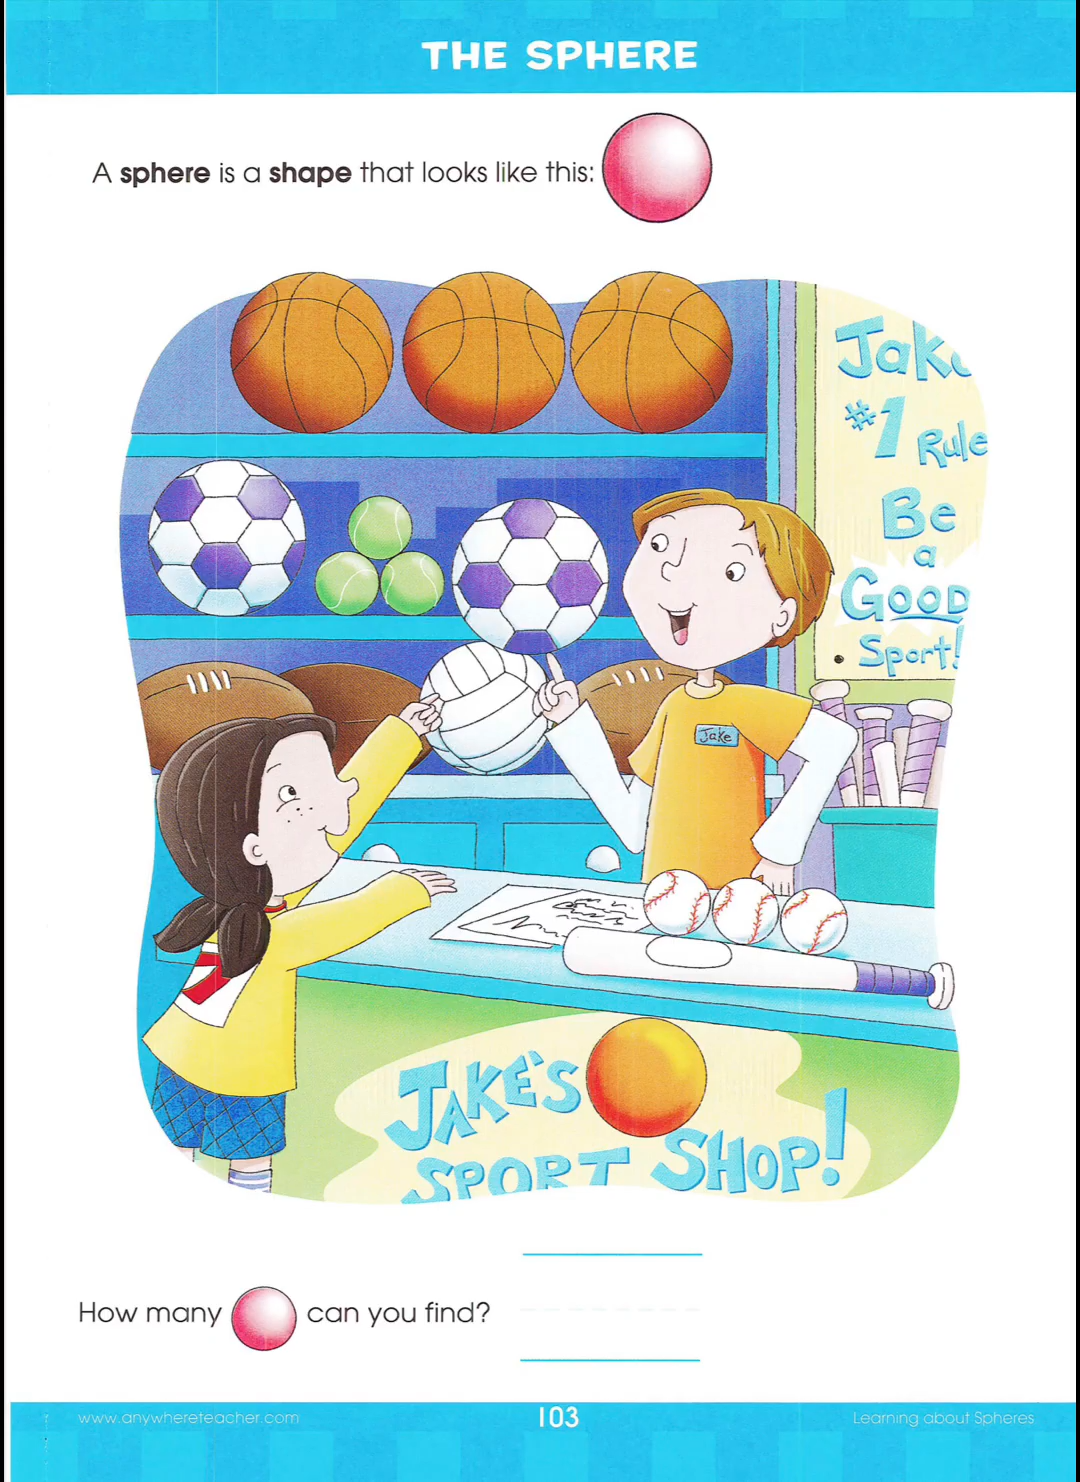 THE SPHERE
A sphere is a shape that looks like this:
Jake
#1 Rule
Be
a
GOOD
Sport!
Jake
JAKE'S
SPORT SHOP!
How many can you find?
www.anywhereteacher.com
103
Learning about Spheres